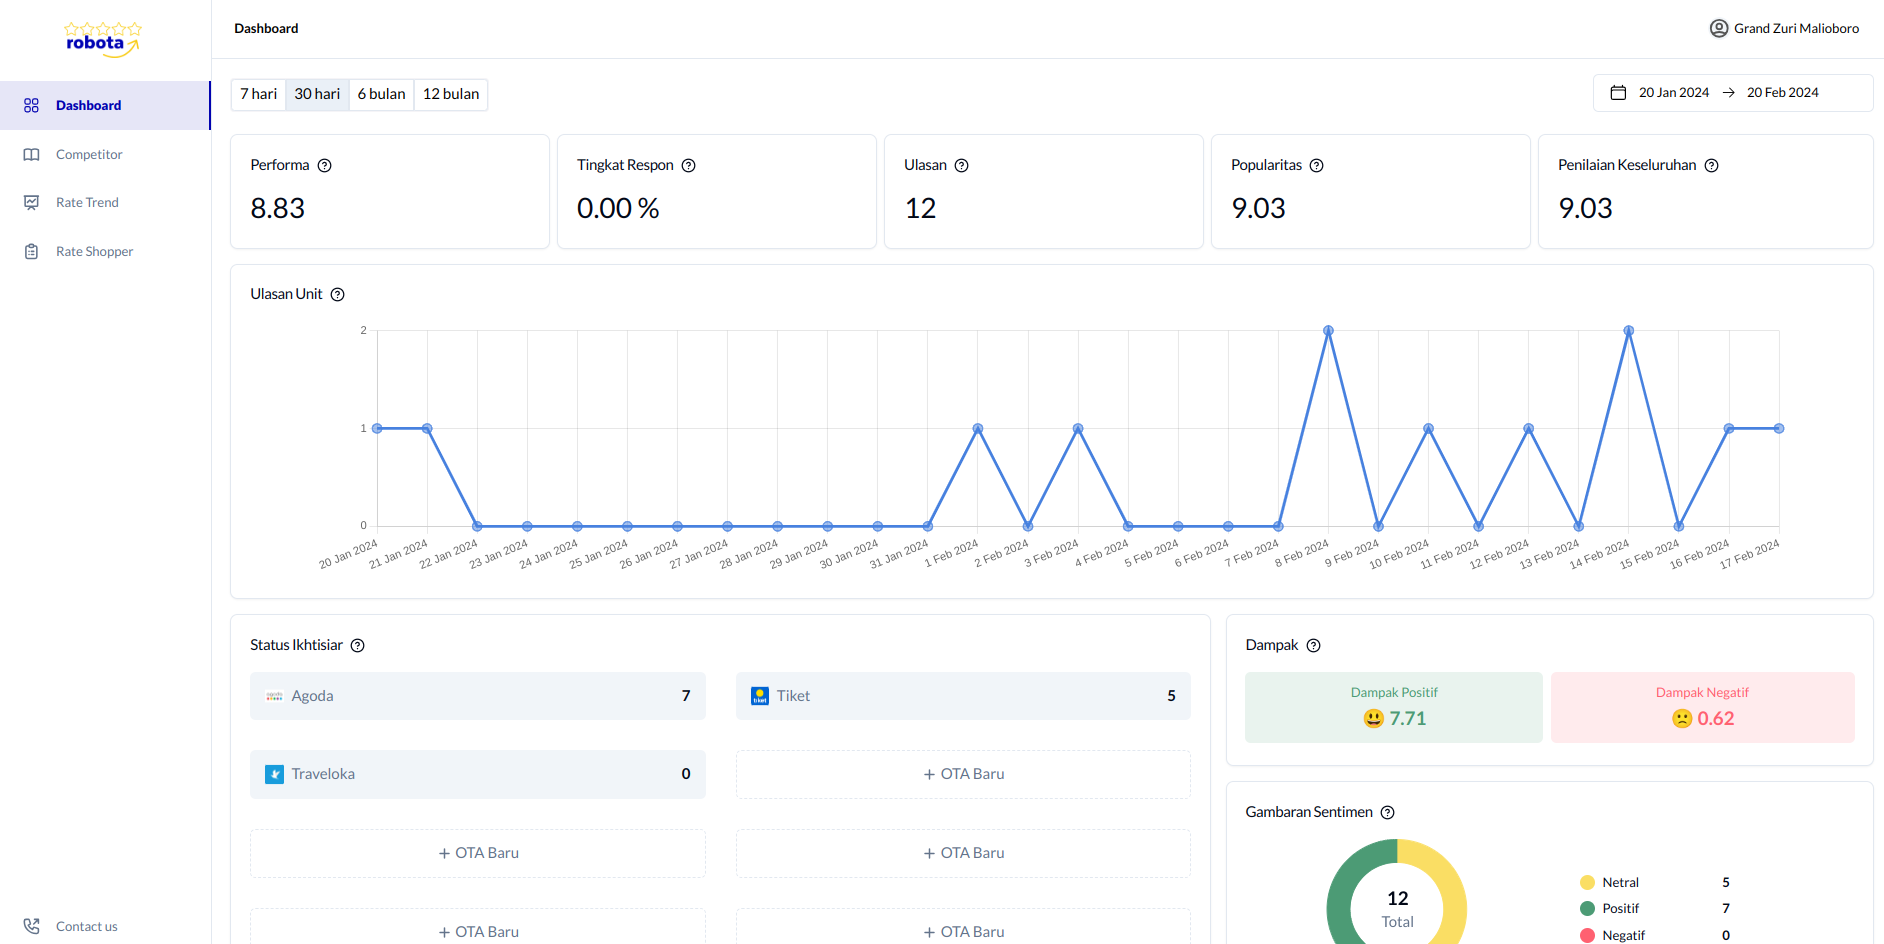 robota
Dashboard
Grand Zuri Malioboro
Dashboard
Competitor
Rate Trend
Rate Shopper
Contact us
7 hari
30 hari
6 bulan
12 bulan
20 Jan 2024 → 20 Feb 2024
Performa
8.83
Tingkat Respon
0.00 %
Ulasan
12
Popularitas
9.03
Penilaian Keseluruhan
9.03
Ulasan Unit
2
1
0
20 Jan 2024
21 Jan 2024
22 Jan 2024
23 Jan 2024
24 Jan 2024
25 Jan 2024
26 Jan 2024
27 Jan 2024
28 Jan 2024
29 Jan 2024
30 Jan 2024
31 Jan 2024
1 Feb 2024
2 Feb 2024
3 Feb 2024
4 Feb 2024
5 Feb 2024
6 Feb 2024
7 Feb 2024
8 Feb 2024
9 Feb 2024
10 Feb 2024
11 Feb 2024
12 Feb 2024
13 Feb 2024
14 Feb 2024
15 Feb 2024
16 Feb 2024
17 Feb 2024
Status Ikhtisiar
agoda
Agoda 7
tiket
Tiket 5
Traveloka 0
+ OTA Baru
+ OTA Baru
+ OTA Baru
+ OTA Baru
+ OTA Baru
Dampak
Dampak Positif
7.71
Dampak Negatif
0.62
Gambaran Sentimen
12
Total
Netral 5
Positif 7
Negatif 0